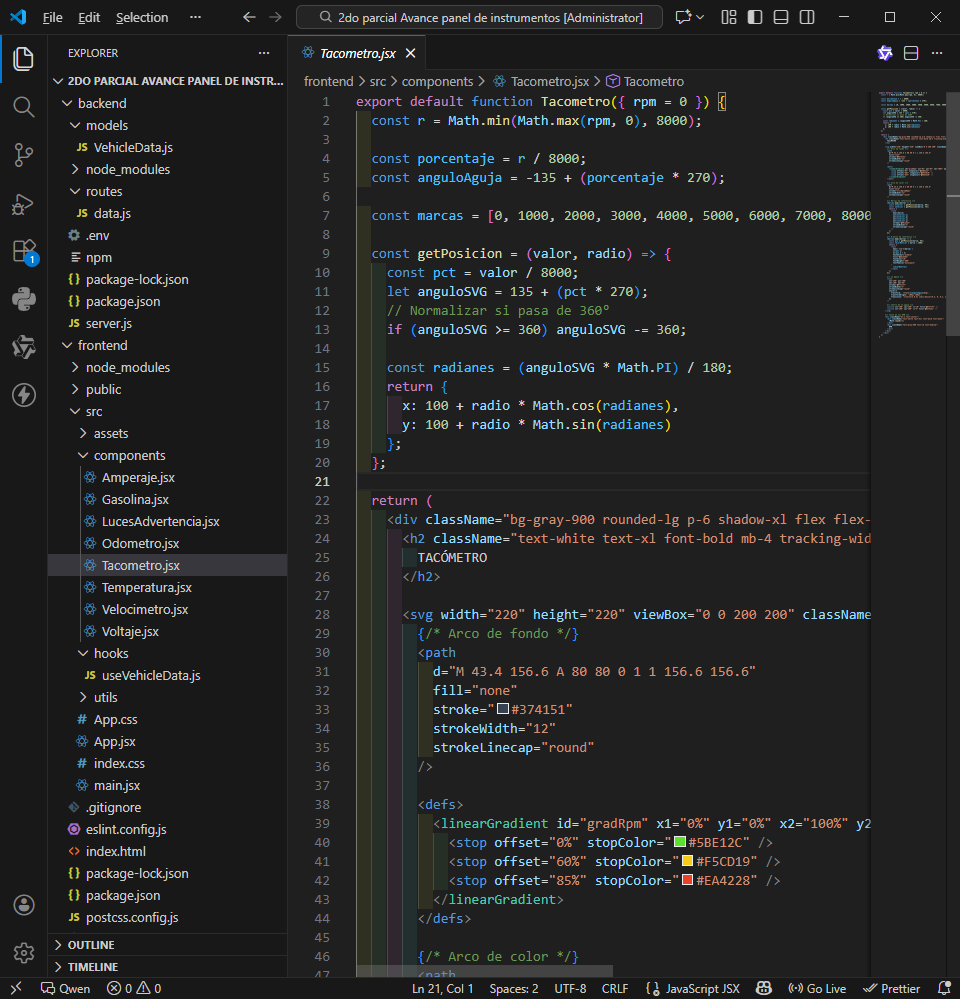 File Edit Selection ··· 2do parcial Avance panel de instrumentos [Administrator]
EXPLORER ···
2DO PARCIAL AVANCE PANEL DE INSTR...
backend
models
JS VehicleData.js
node_modules
routes
JS data.js
.env
npm
{} package-lock.json
{} package.json
JS server.js
frontend
node_modules
public
src
assets
components
Amperaje.jsx
Gasolina.jsx
LucesAdvertencia.jsx
Odometro.jsx
Tacometro.jsx
Temperatura.jsx
Velocimetro.jsx
Voltaje.jsx
hooks
JS useVehicleData.js
utils
# App.css
App.jsx
# index.css
main.jsx
.gitignore
eslint.config.js
<> index.html
{} package-lock.json
{} package.json
JS postcss.config.js
OUTLINE
TIMELINE
1
Tacometro.jsx
frontend > src > components > Tacometro.jsx > Tacometro
1 export default function Tacometro({ rpm = 0 }) {
2 const r = Math.min(Math.max(rpm, 0), 8000);
3
4 const porcentaje = r / 8000;
5 const anguloAguja = -135 + (porcentaje * 270);
6
7 const marcas = [0, 1000, 2000, 3000, 4000, 5000, 6000, 7000, 8000
8
9 const getPosicion = (valor, radio) => {
10 const pct = valor / 8000;
11 let anguloSVG = 135 + (pct * 270);
12 // Normalizar si pasa de 360°
13 if (anguloSVG >= 360) anguloSVG -= 360;
14
15 const radianes = (anguloSVG * Math.PI) / 180;
16 return {
17 x: 100 + radio * Math.cos(radianes),
18 y: 100 + radio * Math.sin(radianes)
19 };
20 };
21
22 return (
23 <div className="bg-gray-900 rounded-lg p-6 shadow-xl flex flex-
24 <h2 className="text-white text-xl font-bold mb-4 tracking-wid
25 TACÓMETRO
26 </h2>
27
28 <svg width="220" height="220" viewBox="0 0 200 200" className
29 {/* Arco de fondo */}
30 <path
31 d="M 43.4 156.6 A 80 80 0 1 1 156.6 156.6"
32 fill="none"
33 stroke="#374151"
34 strokeWidth="12"
35 strokeLinecap="round"
36 />
37
38 <defs>
39 <linearGradient id="gradRpm" x1="0%" y1="0%" x2="100%" y2
40 <stop offset="0%" stopColor="#5BE12C" />
41 <stop offset="60%" stopColor="#F5CD19" />
42 <stop offset="85%" stopColor="#EA4228" />
43 </linearGradient>
44 </defs>
45
46 {/* Arco de color */}
47 <path
Qwen 0 0 Ln 21, Col 1 Spaces: 2 UTF-8 CRLF {} JavaScript JSX Go Live Prettier